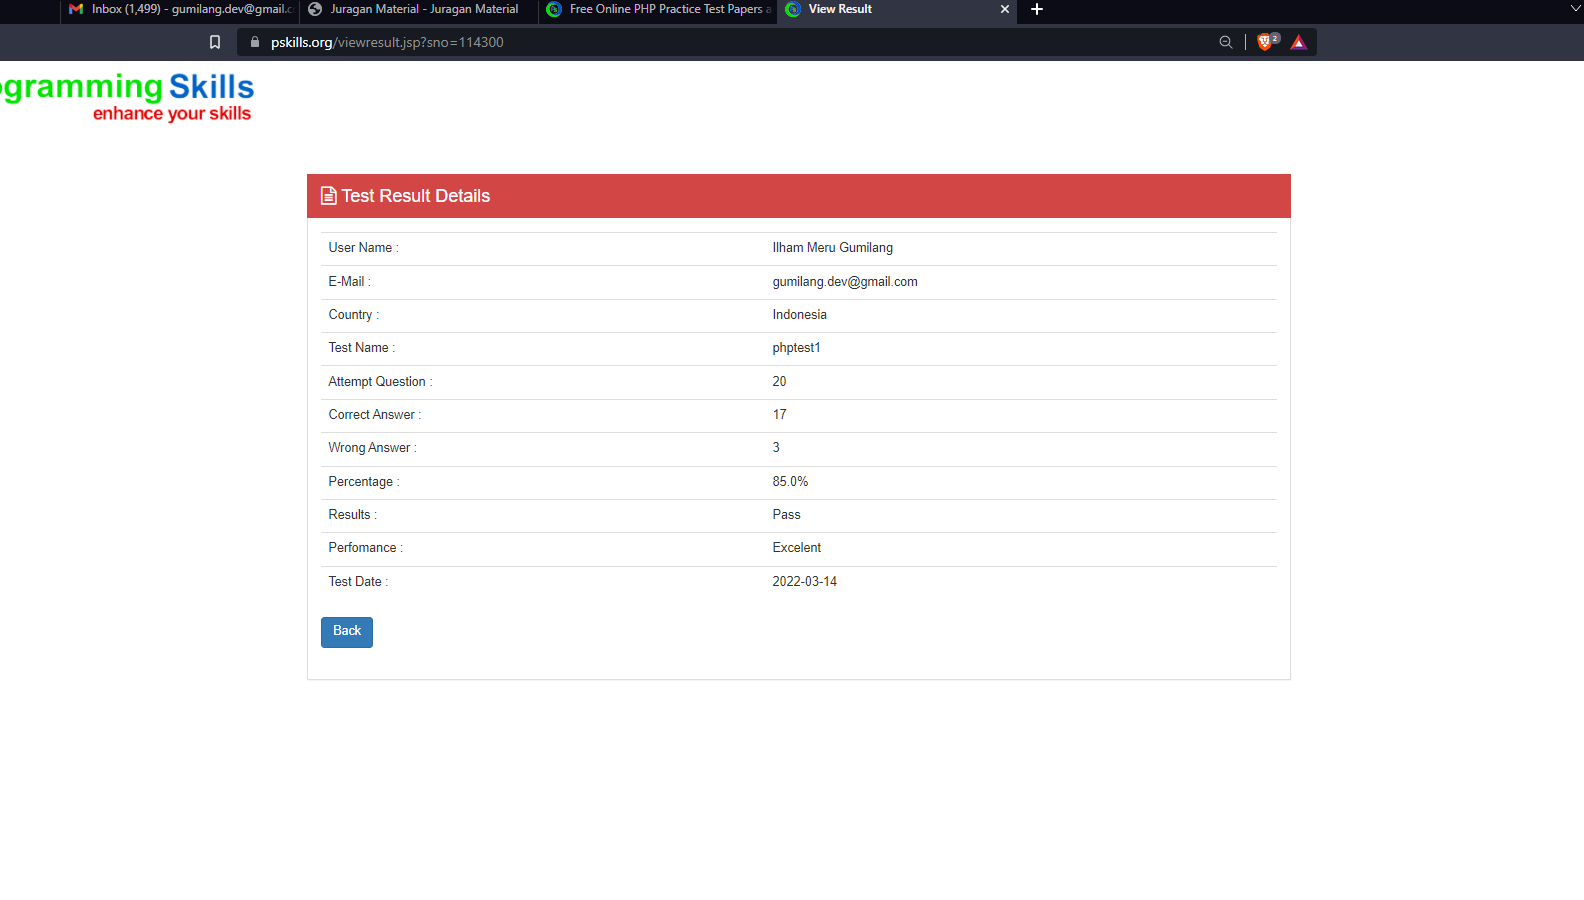 Inbox (1,499) - gumilang.dev@gmail.c Juragan Material - Juragan Material Free Online PHP Practice Test Papers a View Result
pskills.org/viewresult.jsp?sno=114300 2
ogramming Skills
enhance your skills
Test Result Details
User Name : Ilham Meru Gumilang
E-Mail : gumilang.dev@gmail.com
Country : Indonesia
Test Name : phptest1
Attempt Question : 20
Correct Answer : 17
Wrong Answer : 3
Percentage : 85.0%
Results : Pass
Perfomance : Excelent
Test Date : 2022-03-14
Back